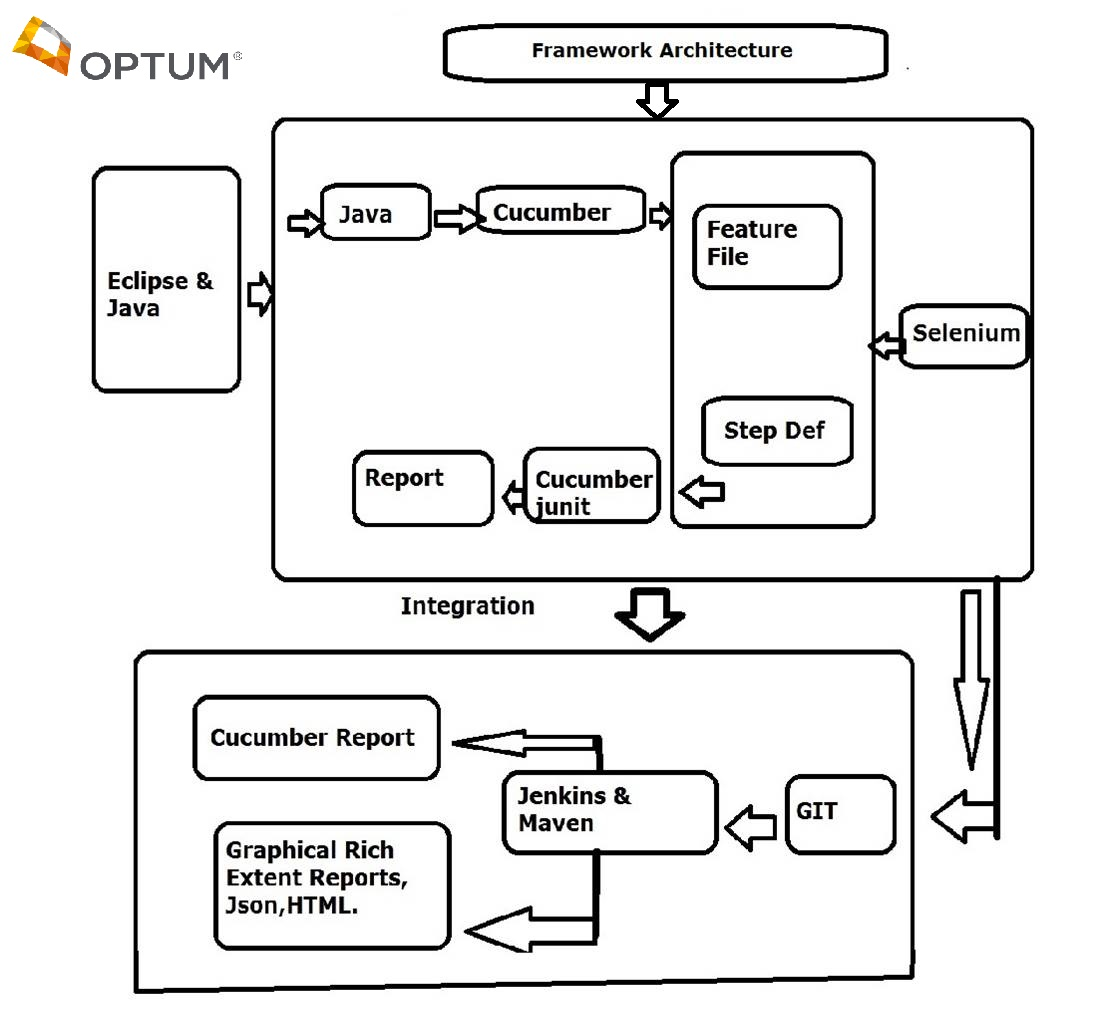 OPTUM®
Framework Architecture
Java
Cucumber
Feature
File
Eclipse &
Java
Selenium
Step Def
Report
Cucumber
junit
Integration
Cucumber Report
Jenkins &
Maven
GIT
Graphical Rich
Extent Reports,
Json,HTML.